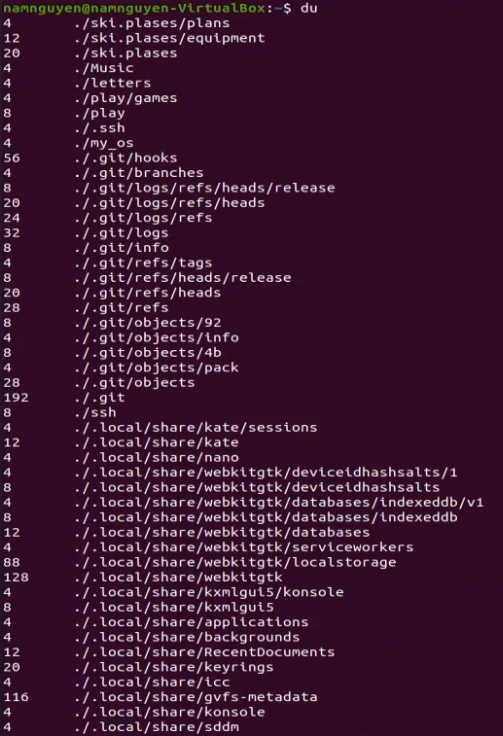 namnguyen@namnguyen-VirtualBox:~$ du
4 ./ski.plases/plans
12 ./ski.plases/equipment
20 ./ski.plases
4 ./Music
4 ./letters
4 ./play/games
8 ./play
4 ./.ssh
4 ./my_os
56 ./.git/hooks
4 ./.git/branches
8 ./.git/logs/refs/heads/release
20 ./.git/logs/refs/heads
24 ./.git/logs/refs
32 ./.git/logs
8 ./.git/info
4 ./.git/refs/tags
8 ./.git/refs/heads/release
20 ./.git/refs/heads
28 ./.git/refs
8 ./.git/objects/92
4 ./.git/objects/info
8 ./.git/objects/4b
4 ./.git/objects/pack
28 ./.git/objects
192 ./.git
8 ./ssh
4 ./.local/share/kate/sessions
12 ./.local/share/kate
4 ./.local/share/nano
4 ./.local/share/webkitgtk/deviceidhashsalts/1
8 ./.local/share/webkitgtk/deviceidhashsalts
4 ./.local/share/webkitgtk/databases/indexeddb/v1
8 ./.local/share/webkitgtk/databases/indexeddb
12 ./.local/share/webkitgtk/databases
4 ./.local/share/webkitgtk/serviceworkers
88 ./.local/share/webkitgtk/localstorage
128 ./.local/share/webkitgtk
4 ./.local/share/kxmlgui5/konsole
8 ./.local/share/kxmlgui5
4 ./.local/share/applications
4 ./.local/share/backgrounds
12 ./.local/share/RecentDocuments
20 ./.local/share/keyrings
4 ./.local/share/icc
116 ./.local/share/gvfs-metadata
4 ./.local/share/konsole
4 ./.local/share/sddm